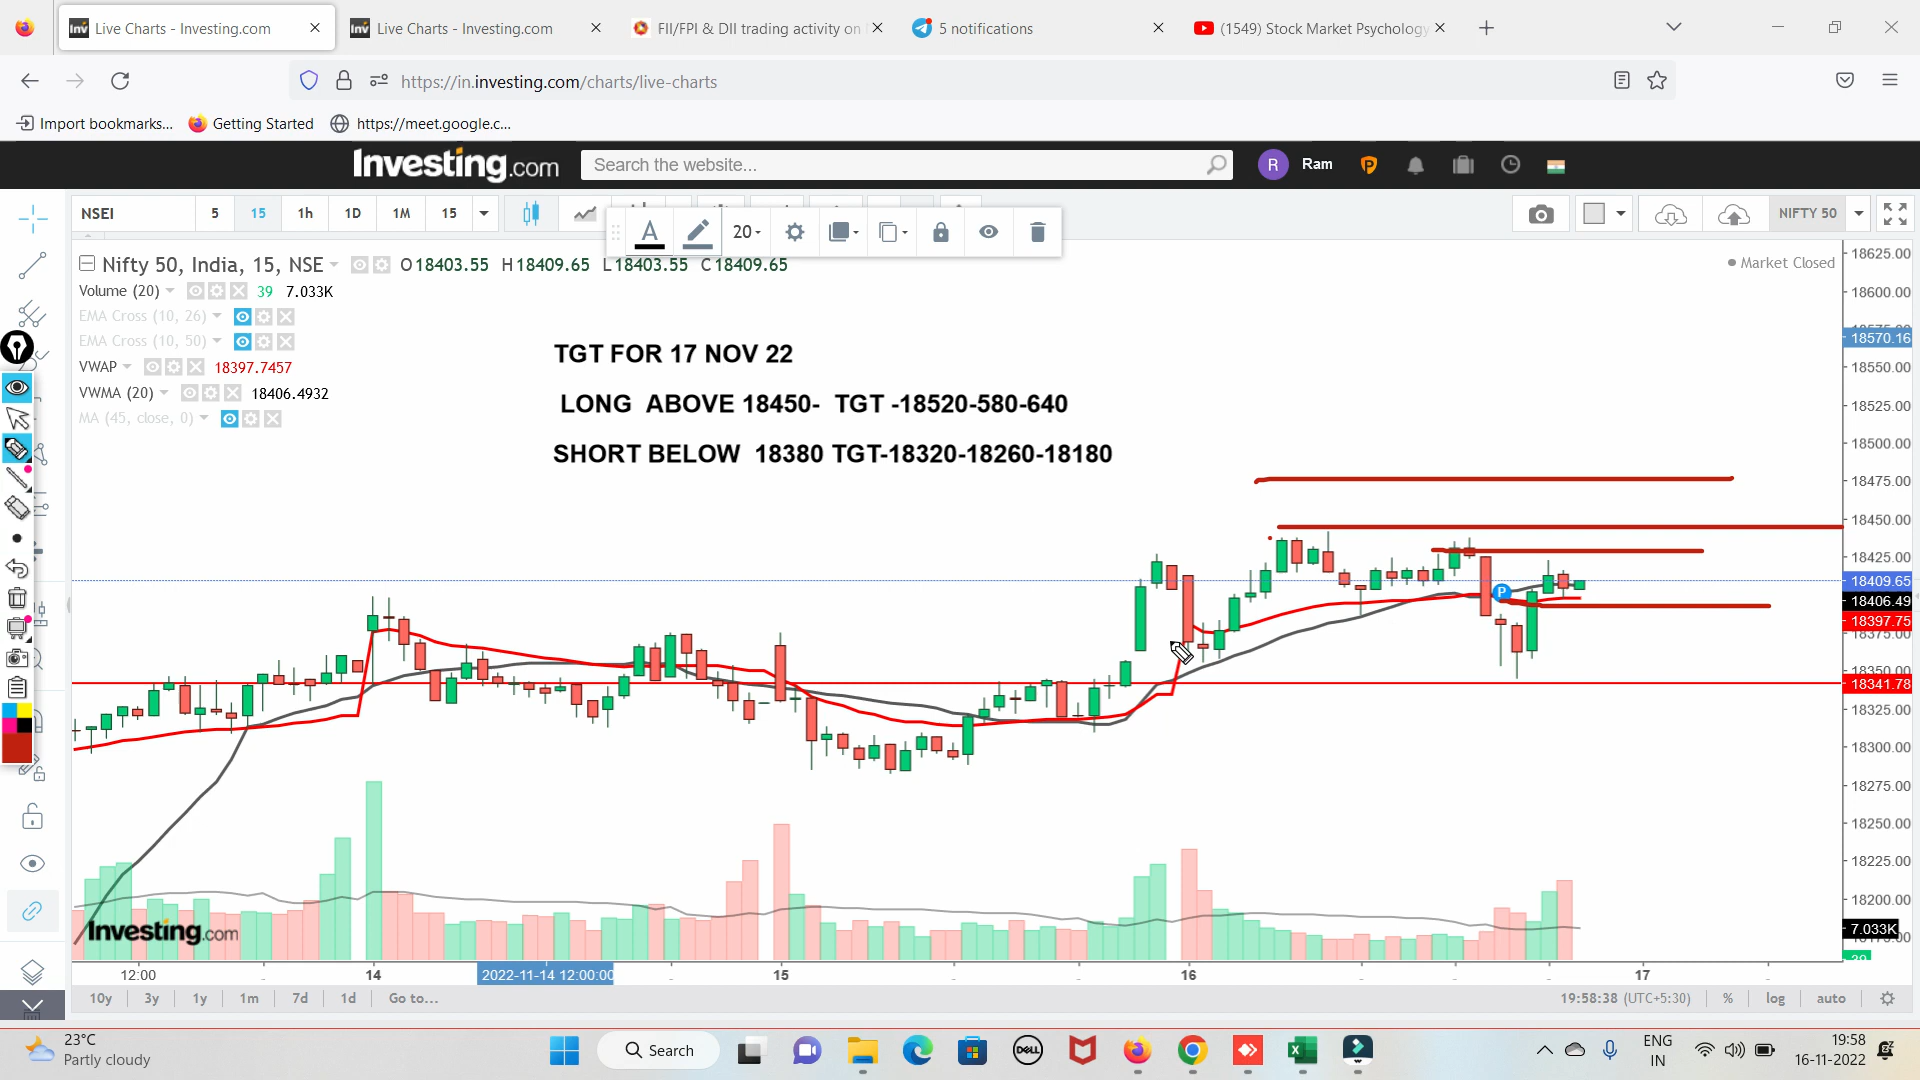 Live Charts - Investing.com
Live Charts - Investing.com
FII/FPI & DII trading activity on
5 notifications
(1549) Stock Market Psychology
https://in.investing.com/charts/live-charts
Import bookmarks...
Getting Started
https://meet.google.c...
Investing.com
Search the website...
R
Ram
NSEI
5
15
1h
1D
1M
15
20
NIFTY 50
Nifty 50, India, 15, NSE
O18403.55 H18409.65 L18403.55 C18409.65
Market Closed
Volume (20)
39 7.033K
EMA Cross (10, 26)
EMA Cross (10, 50)
VWAP
18397.7457
VWMA (20)
18406.4932
MA (45, close, 0)
TGT FOR 17 NOV 22
LONG ABOVE 18450- TGT -18520-580-640
SHORT BELOW 18380 TGT-18320-18260-18180
P
18625.00
18600.00
18570.16
18550.00
18525.00
18500.00
18475.00
18450.00
18425.00
18409.65
18406.49
18397.75
18375.00
18350.00
18341.78
18325.00
18300.00
18275.00
18250.00
18225.00
18200.00
7.033K
Investing.com
12:00
14
2022-11-14 12:00:00
15
16
17
10y
3y
1y
1m
7d
1d
Go to...
19:58:38 (UTC+5:30)
%
log
auto
23°C
Partly cloudy
Search
DELL
ENG
IN
19:58
16-11-2022